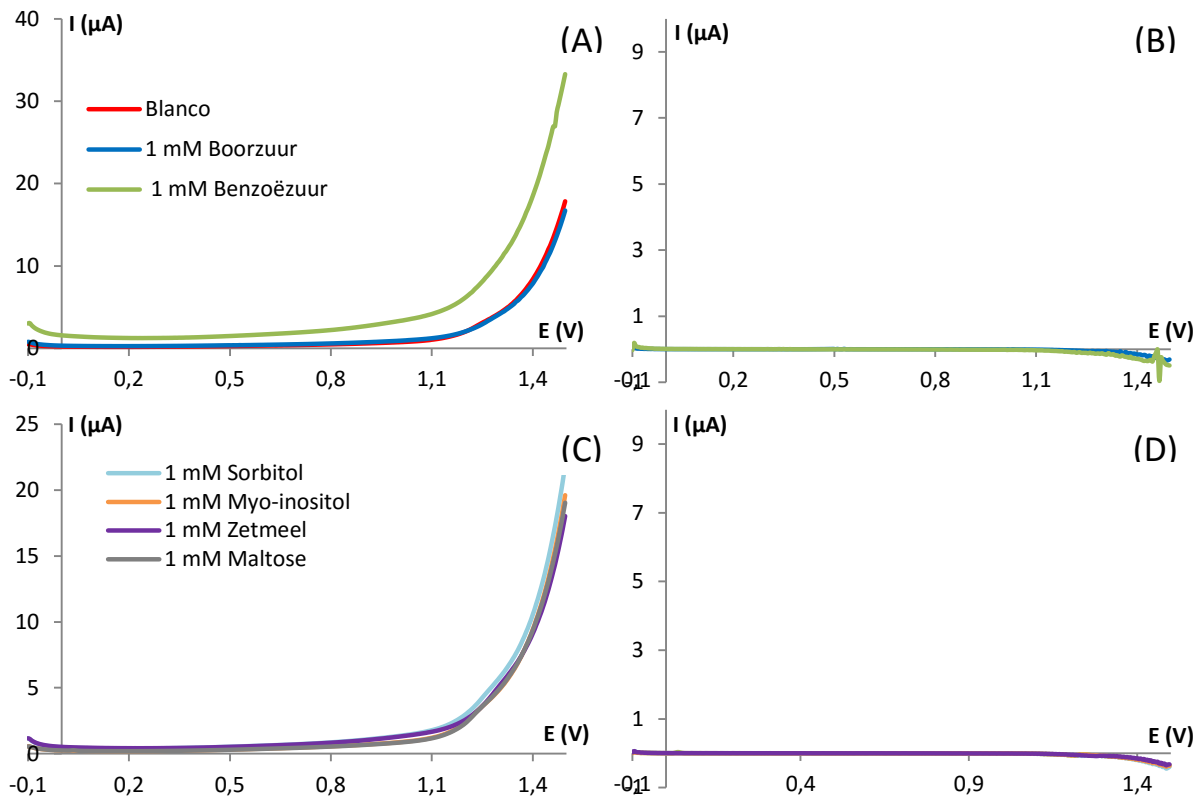 I (µA)
(A)
40
30
20
10
0
Blanco
1 mM Boorzuur
1 mM Benzoëzuur
E (V)
-0,1 0,2 0,5 0,8 1,1 1,4
I (µA)
(B)
9
7
5
3
1
-1
E (V)
-0,1 0,2 0,5 0,8 1,1 1,4
I (µA)
(C)
25
20
15
10
5
0
1 mM Sorbitol
1 mM Myo-inositol
1 mM Zetmeel
1 mM Maltose
E (V)
-0,1 0,2 0,5 0,8 1,1 1,4
I (µA)
(D)
9
7
5
3
1
-1
E (V)
-0,1 0,4 0,9 1,4